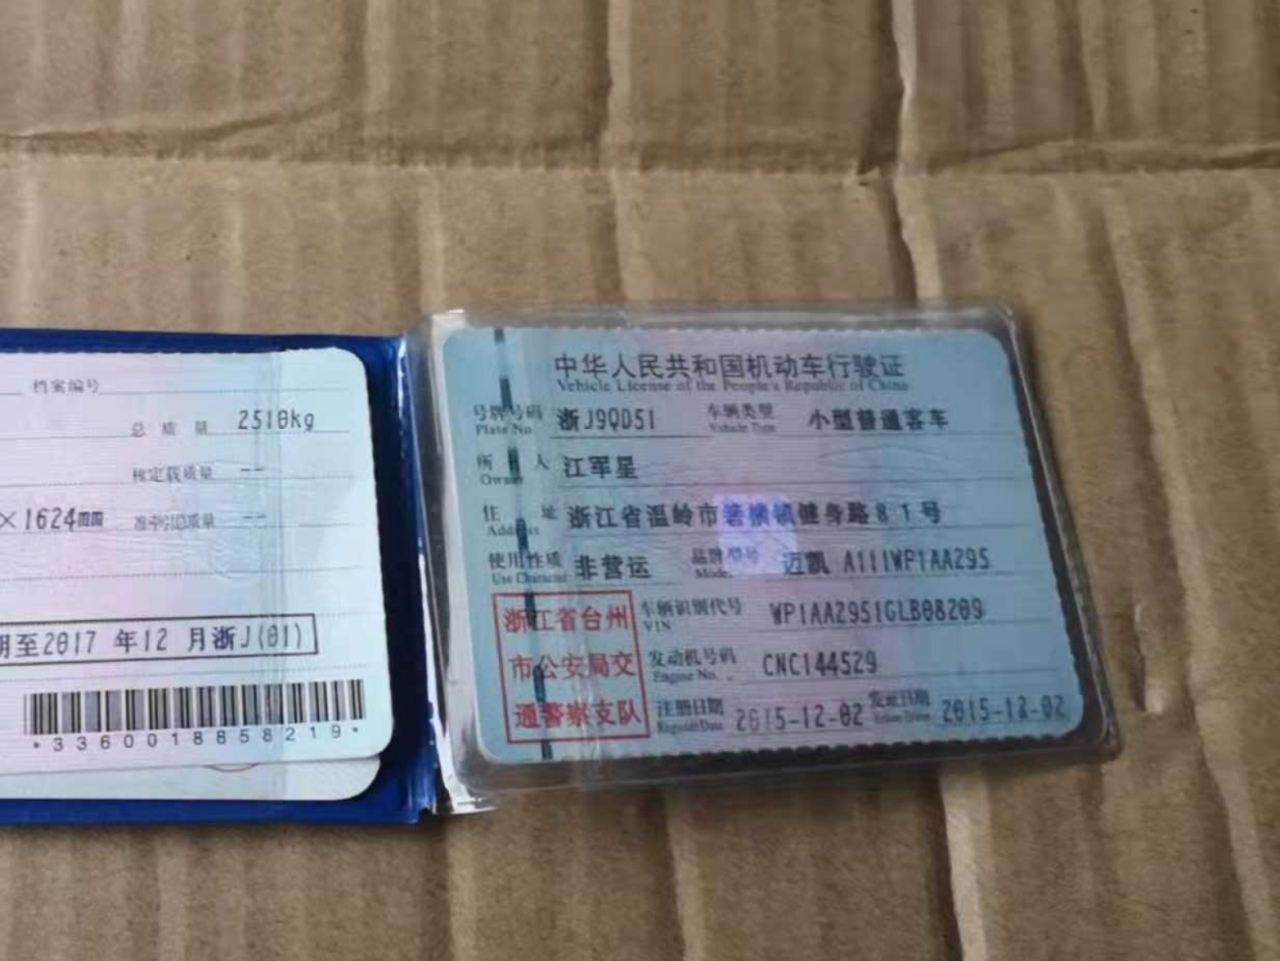 档案编号
总质量 2510kg
核定载质量 --
×1624 准牵引总质量 --
期至2017 年12 月浙J(01)
*3360018858219*
中华人民共和国机动车行驶证
Vehicle License of the People's Republic of China
号牌号码 浙J9QD51 车辆类型 小型普通客车
Plate No. Vehicle Type
所有人 江军星
Owner
住址 浙江省温岭市箬横镇健身路81号
Address
使用性质 非营运 品牌型号 迈凯 A111WP1AA295
Use Character Model
浙江省台州 车辆识别代号 WP1AA2951GLB08209
VIN
市公安局交 发动机号码 CNC144529
Engine No.
通警察支队 注册日期 2015-12-02 发证日期 2015-12-02
Register Date Issue Date